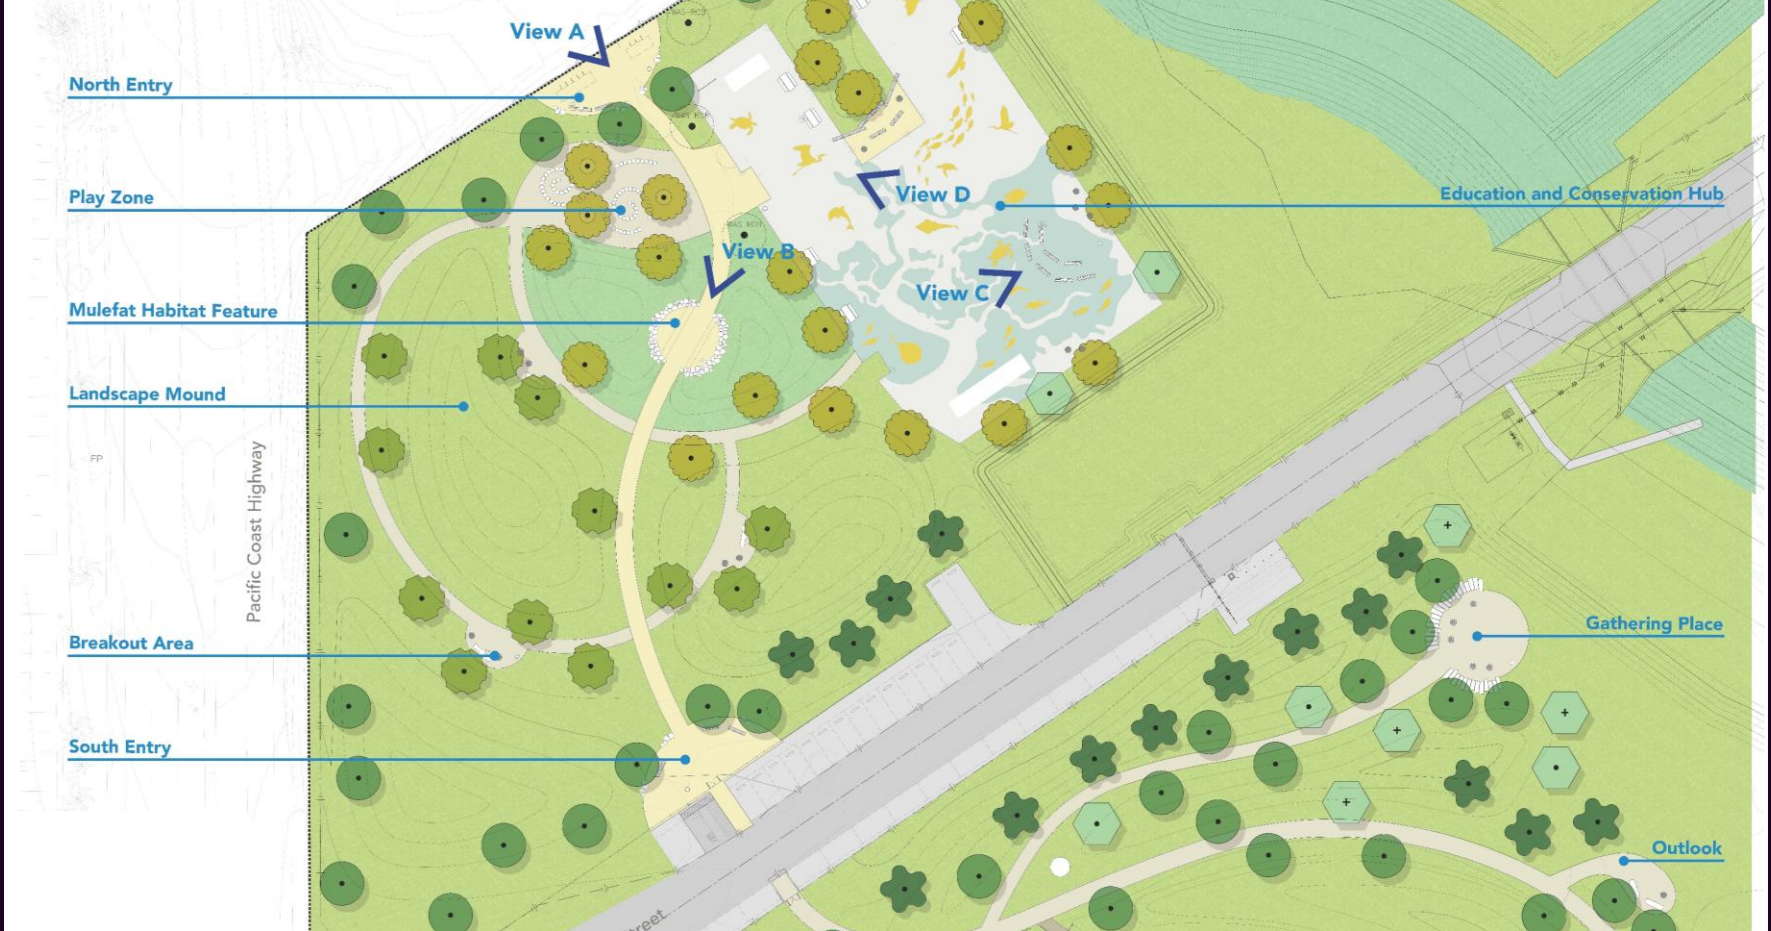 View A
North Entry
Play Zone
View D
Education and Conservation Hub
View B
View C
Mulefat Habitat Feature
Landscape Mound
FP
Pacific Coast Highway
Gathering Place
Breakout Area
South Entry
Outlook